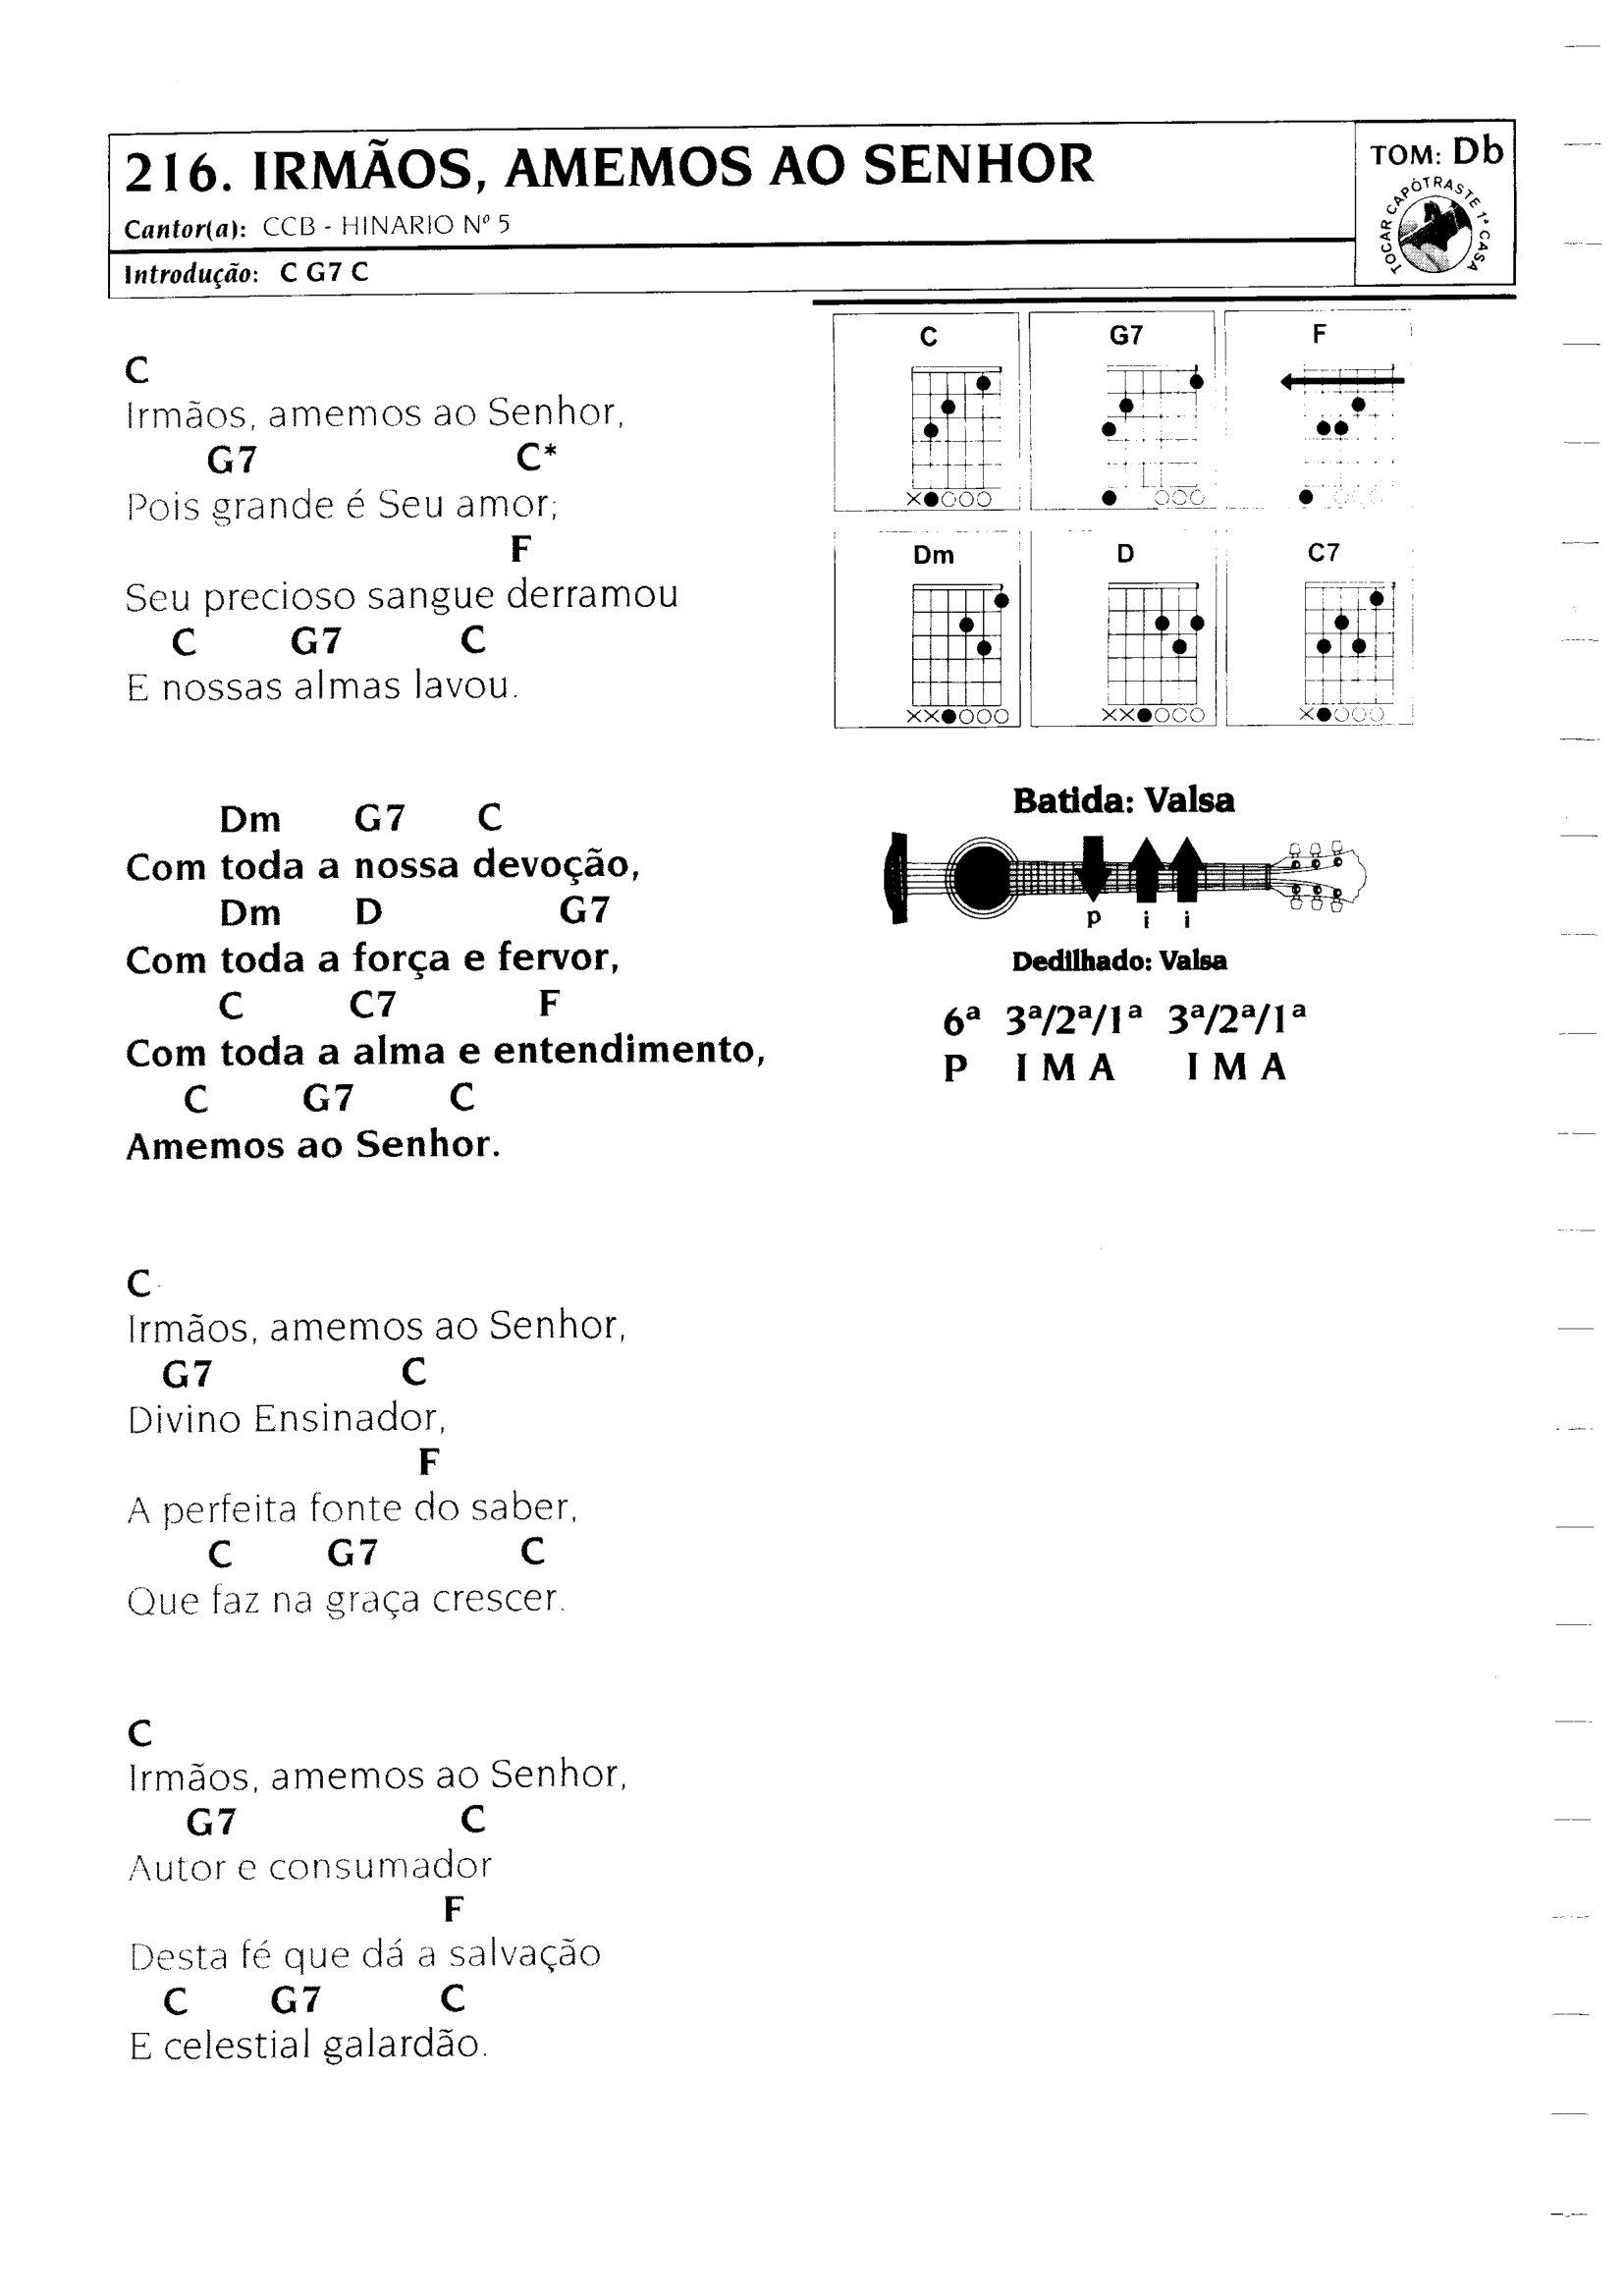 216. IRMÃOS, AMEMOS AO SENHOR
Cantor(a): CCB - HINARIO Nº 5
Introdução: C G7 C
TOM: Db
TOCAR CAPÓTRASTE 1ª CASA
C
Irmãos, amemos ao Senhor,
G7 C*
Pois grande é Seu amor;
F
Seu precioso sangue derramou
C G7 C
E nossas almas lavou.
Dm G7 C
Com toda a nossa devoção,
Dm D G7
Com toda a força e fervor,
C C7 F
Com toda a alma e entendimento,
C G7 C
Amemos ao Senhor.
C
Irmãos, amemos ao Senhor,
G7 C
Divino Ensinador,
F
A perfeita fonte do saber,
C G7 C
Que faz na graça crescer.
C
Irmãos, amemos ao Senhor,
G7 C
Autor e consumador
F
Desta fé que dá a salvação
C G7 C
E celestial galardão.
C G7 F
Dm D C7
Batida: Valsa
p i i
Dedilhado: Valsa
6ª 3ª/2ª/1ª 3ª/2ª/1ª
P I M A I M A